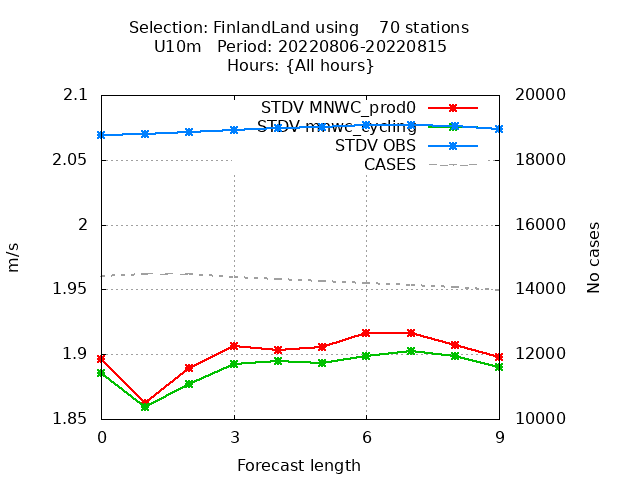 Selection: FinlandLand using    70 stations
U10m   Period: 20220806-20220815
Hours: {All hours}
2.1
2.05
2
1.95
1.9
1.85
m/s
STDV MNWC_prod0
STDV mnwc_cycling
STDV OBS
CASES
20000
18000
16000
14000
12000
10000
No cases
0 3 6 9
Forecast length